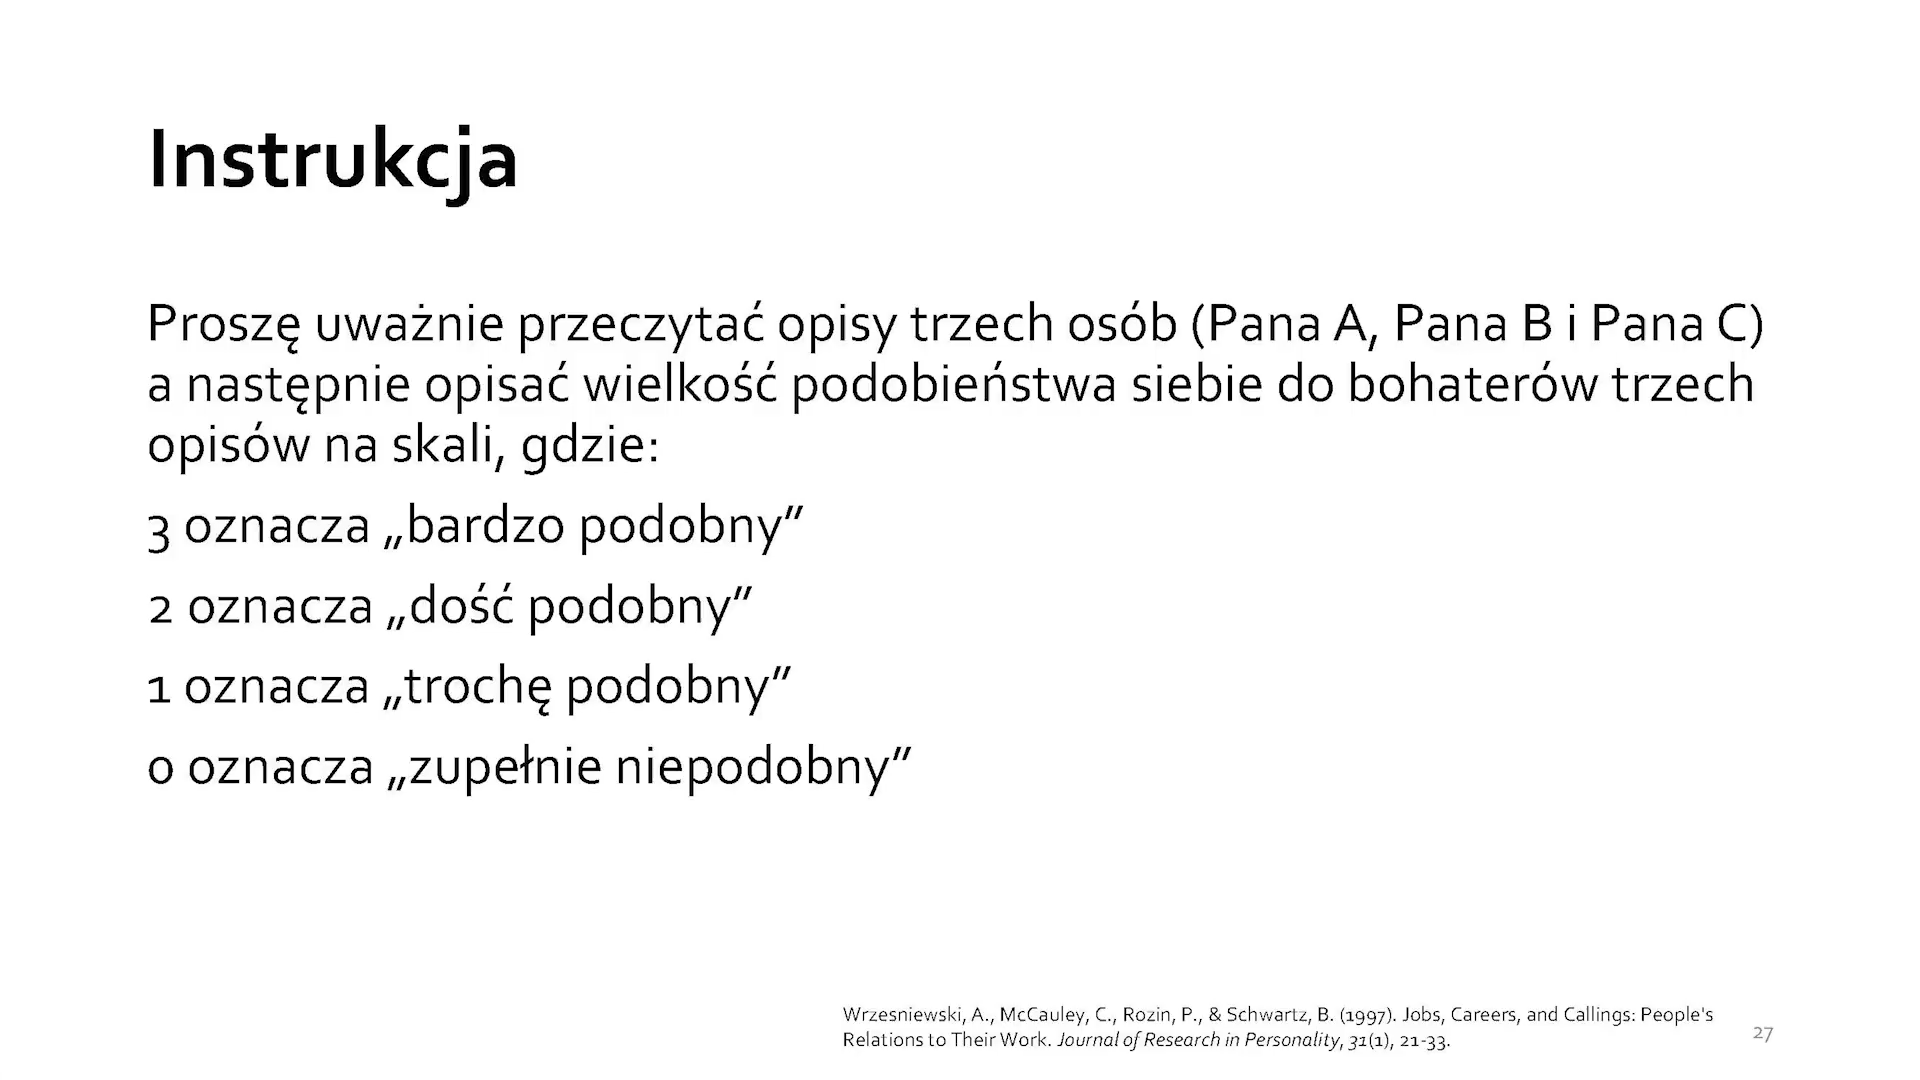 Instrukcja
Proszę uważnie przeczytać opisy trzech osób (Pana A, Pana B i Pana C)
a następnie opisać wielkość podobieństwa siebie do bohaterów trzech
opisów na skali, gdzie:
3 oznacza „bardzo podobny”
2 oznacza „dość podobny”
1 oznacza „trochę podobny”
0 oznacza „zupełnie niepodobny”
Wrzesniewski, A., McCauley, C., Rozin, P., & Schwartz, B. (1997). Jobs, Careers, and Callings: People's
Relations to Their Work. Journal of Research in Personality, 31(1), 21-33.
27